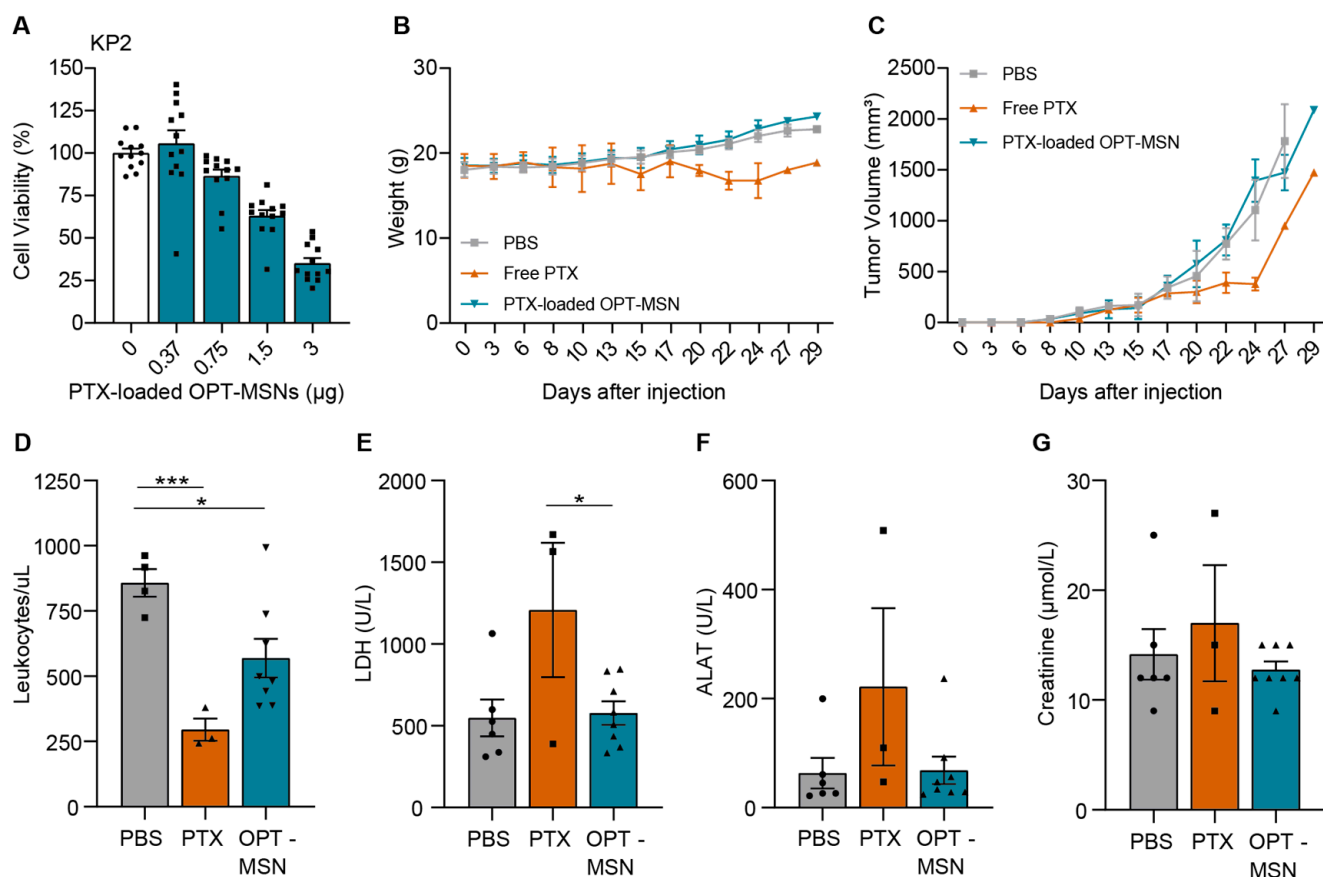 A
KP2
Cell Viability (%)
150
125
100
75
50
25
0
0
0.37
0.75
1.5
3
PTX-loaded OPT-MSNs (µg)
B
Weight (g)
30
20
10
0
PBS
Free PTX
PTX-loaded OPT-MSN
0
3
6
8
10
13
15
17
20
22
24
27
29
Days after injection
C
Tumor Volume (mm³)
2500
2000
1500
1000
500
0
PBS
Free PTX
PTX-loaded OPT-MSN
0
3
6
8
10
13
15
17
20
22
24
27
29
Days after injection
D
Leukocytes/uL
1250
1000
750
500
250
0
***
*
PBS
PTX
OPT -
MSN
E
LDH (U/L)
2000
1500
1000
500
0
*
PBS
PTX
OPT -
MSN
F
ALAT (U/L)
600
400
200
0
PBS
PTX
OPT -
MSN
G
Creatinine (µmol/L)
30
20
10
0
PBS
PTX
OPT -
MSN